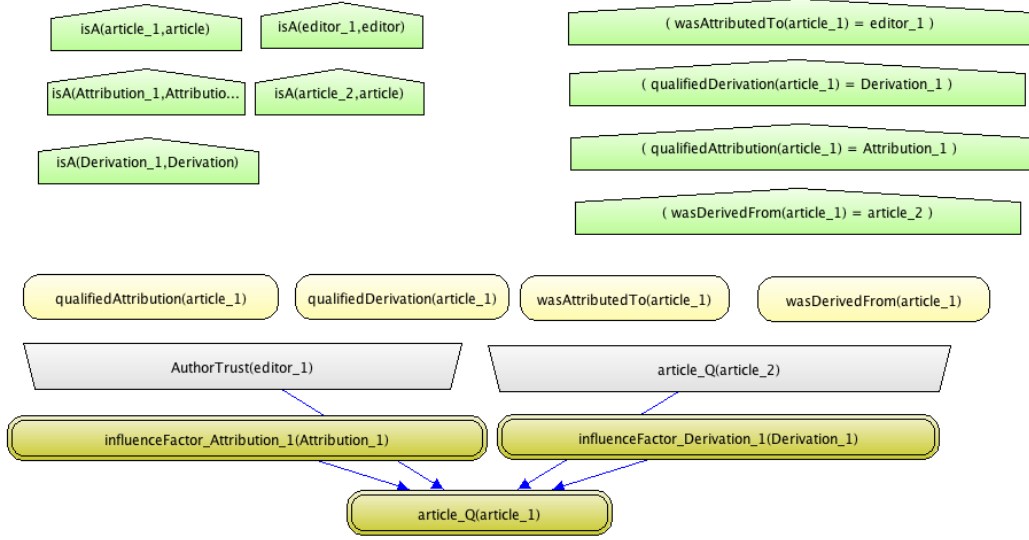 isA(article_1,article)
isA(editor_1,editor)
( wasAttributedTo(article_1) = editor_1 )
isA(Attribution_1,Attributio...
isA(article_2,article)
( qualifiedDerivation(article_1) = Derivation_1 )
isA(Derivation_1,Derivation)
( qualifiedAttribution(article_1) = Attribution_1 )
( wasDerivedFrom(article_1) = article_2 )
qualifiedAttribution(article_1)
qualifiedDerivation(article_1)
wasAttributedTo(article_1)
wasDerivedFrom(article_1)
AuthorTrust(editor_1)
article_Q(article_2)
influenceFactor_Attribution_1(Attribution_1)
influenceFactor_Derivation_1(Derivation_1)
article_Q(article_1)